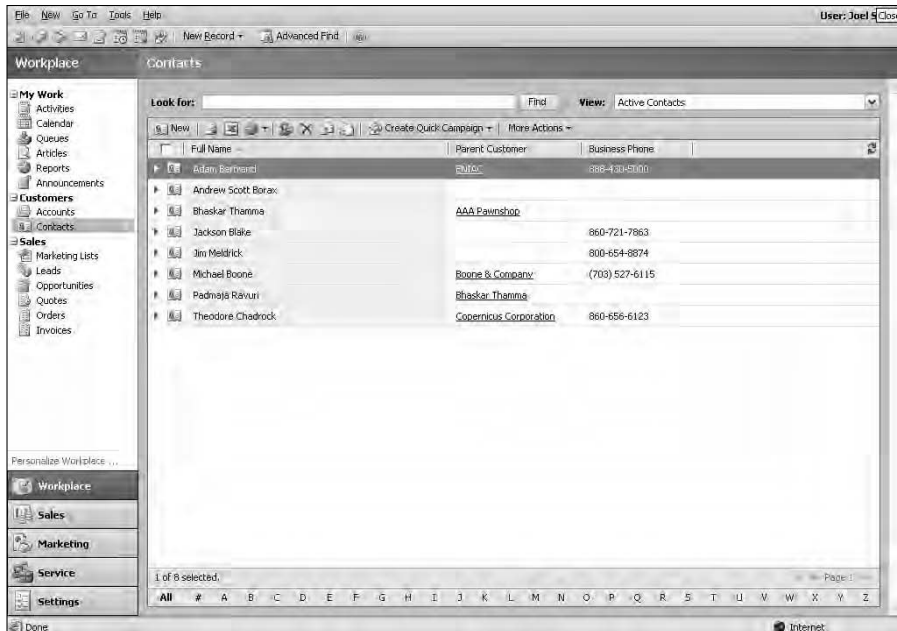 File New Go To Tools Help User: Joel S Close
New Record Advanced Find
Workplace Contacts
My Work
Activities
Calendar
Queues
Articles
Reports
Announcements
Customers
Accounts
Contacts
Sales
Marketing Lists
Leads
Opportunities
Quotes
Orders
Invoices
Personalize Workplace ...
Workplace
Sales
Marketing
Service
Settings
Look for: Find View: Active Contacts
New Create Quick Campaign More Actions
Full Name Parent Customer Business Phone
Adam 888-430-5000
Andrew Scott Borax
Bhaskar Thamma AAA Pawnshop
Jackson Blake 860-721-7863
Jim Meldrick 800-654-8874
Michael Boone Boone & Company (703) 527-6115
Padmaja Ravuri Bhaskar Thamma
Theodore Chadrock Copernicus Corporation 860-656-6123
1 of 8 selected. Page 1
All # A B C D E F G H I J K L M N O P Q R S T U V W X Y Z
Done Internet